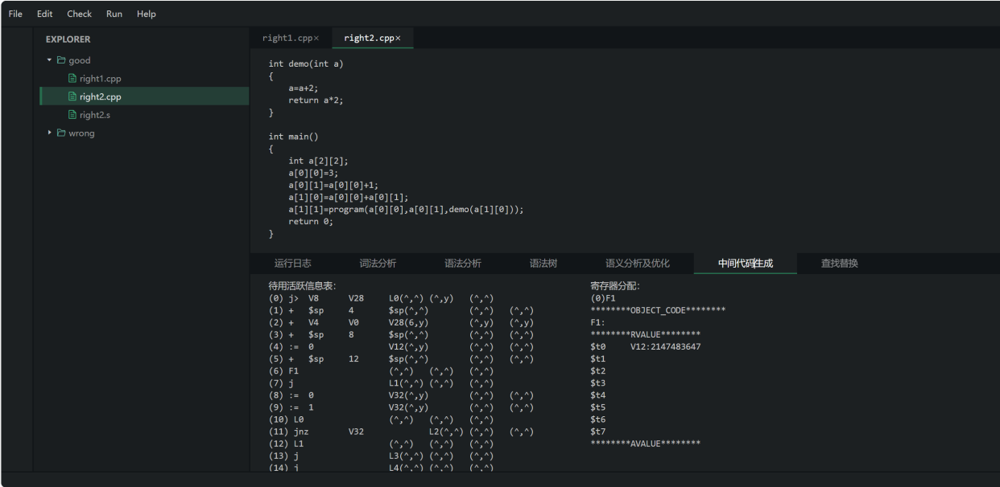 File Edit Check Run Help
EXPLORER
good
right1.cpp
right2.cpp
right2.s
wrong
right1.cpp× right2.cpp×
int demo(int a)
{
    a=a+2;
    return a*2;
}
int main()
{
    int a[2][2];
    a[0][0]=3;
    a[0][1]=a[0][0]+1;
    a[1][0]=a[0][0]+a[0][1];
    a[1][1]=program(a[0][0],a[0][1],demo(a[1][0]));
    return 0;
}
运行日志 词法分析 语法分析 语法树 语义分析及优化 中间代码生成 查找替换
待用活跃信息表:
(0) j> V8 V28 L0(^,^) (^,y) (^,^)
(1) + $sp 4 $sp(^,^) (^,^) (^,^)
(2) + V4 V0 V28(6,y) (^,y) (^,y)
(3) + $sp 8 $sp(^,^) (^,^) (^,^)
(4) := 0 V12(^,y) (^,^) (^,^)
(5) + $sp 12 $sp(^,^) (^,^) (^,^)
(6) F1 (^,^) (^,^) (^,^)
(7) j L1(^,^) (^,^) (^,^)
(8) := 0 V32(^,y) (^,^) (^,^)
(9) := 1 V32(^,y) (^,^) (^,^)
(10) L0 (^,^) (^,^) (^,^)
(11) jnz V32 L2(^,^) (^,^) (^,^)
(12) L1 (^,^) (^,^) (^,^)
(13) j L3(^,^) (^,^) (^,^)
(14) j L4(^,^) (^,^) (^,^)
寄存器分配:
(0)F1
********OBJECT_CODE********
F1:
********RVALUE********
$t0 V12:2147483647
$t1
$t2
$t3
$t4
$t5
$t6
$t7
********AVALUE********